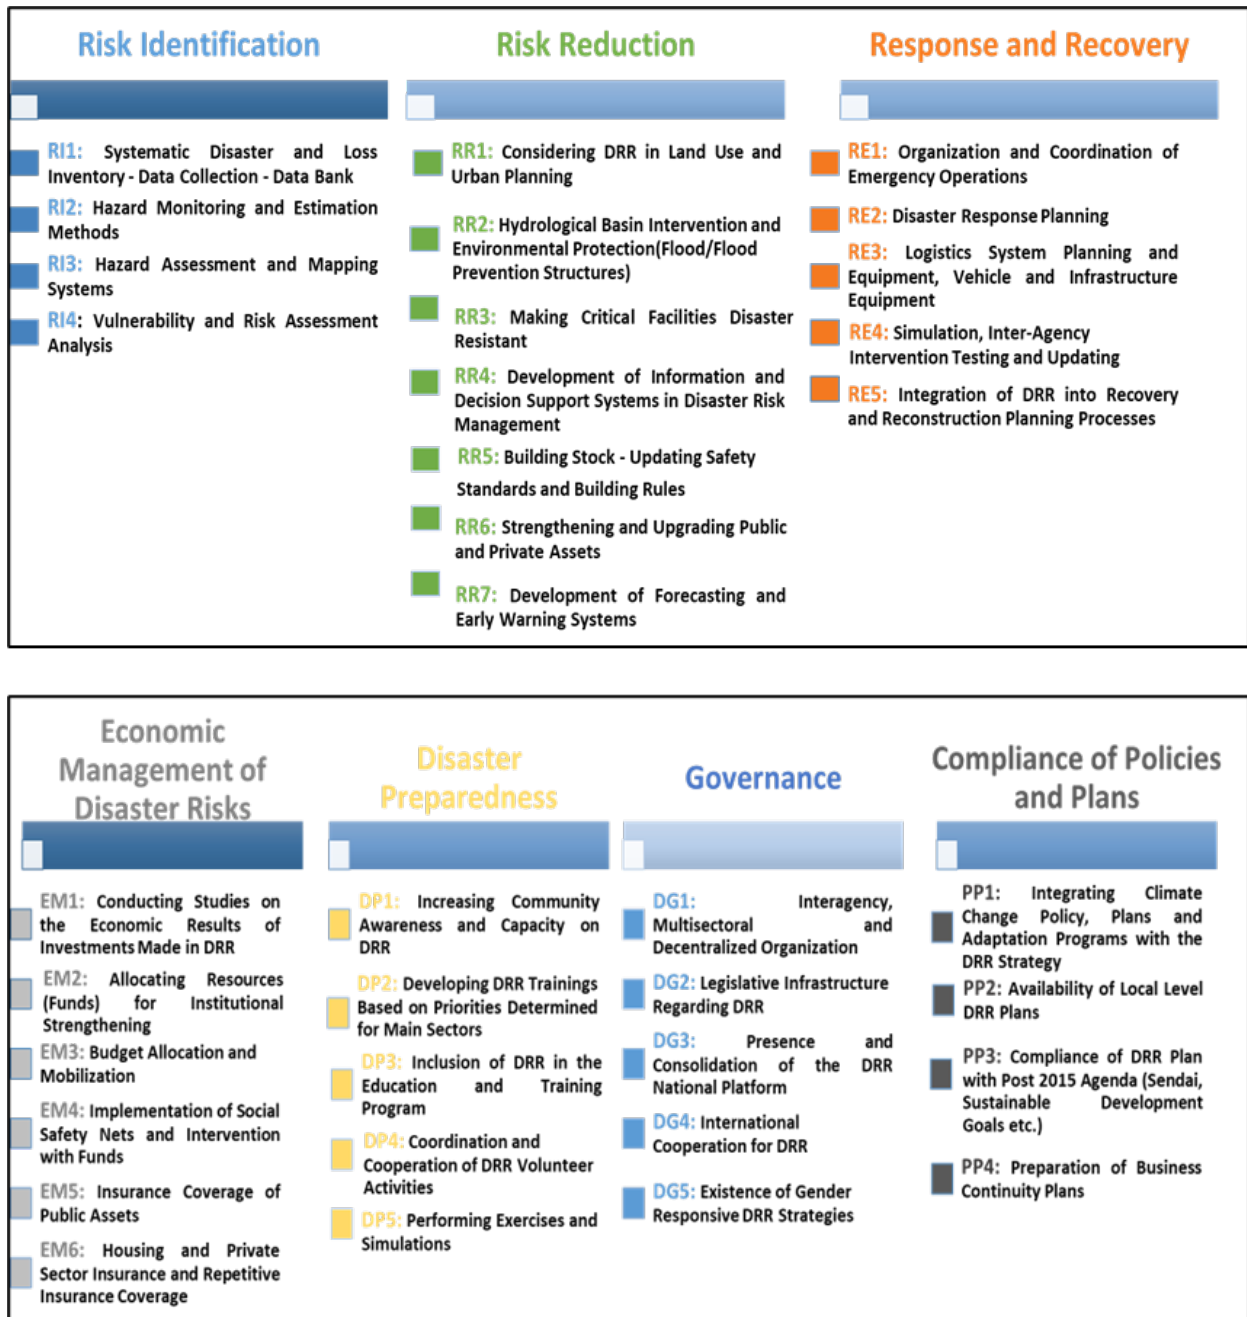 Risk Identification
RI1: Systematic Disaster and Loss
Inventory - Data Collection - Data Bank
RI2: Hazard Monitoring and Estimation
Methods
RI3: Hazard Assessment and Mapping
Systems
RI4: Vulnerability and Risk Assessment
Analysis
Risk Reduction
RR1: Considering DRR in Land Use and
Urban Planning
RR2: Hydrological Basin Intervention and
Environmental Protection(Flood/Flood
Prevention Structures)
RR3: Making Critical Facilities Disaster
Resistant
RR4: Development of Information and
Decision Support Systems in Disaster Risk
Management
RR5: Building Stock - Updating Safety
Standards and Building Rules
RR6: Strengthening and Upgrading Public
and Private Assets
RR7: Development of Forecasting and
Early Warning Systems
Response and Recovery
RE1: Organization and Coordination of
Emergency Operations
RE2: Disaster Response Planning
RE3: Logistics System Planning and
Equipment, Vehicle and Infrastructure
Equipment
RE4: Simulation, Inter-Agency
Intervention Testing and Updating
RE5: Integration of DRR into Recovery
and Reconstruction Planning Processes
Economic
Management of
Disaster Risks
EM1: Conducting Studies on
the Economic Results of
Investments Made in DRR
EM2: Allocating Resources
(Funds) for Institutional
Strengthening
EM3: Budget Allocation and
Mobilization
EM4: Implementation of Social
Safety Nets and Intervention
with Funds
EM5: Insurance Coverage of
Public Assets
EM6: Housing and Private
Sector Insurance and Repetitive
Insurance Coverage
Disaster
Preparedness
DP1: Increasing Community
Awareness and Capacity on
DRR
DP2: Developing DRR Trainings
Based on Priorities Determined
for Main Sectors
DP3: Inclusion of DRR in the
Education and Training
Program
DP4: Coordination and
Cooperation of DRR Volunteer
Activities
DP5: Performing Exercises and
Simulations
Governance
DG1: Interagency,
Multisectoral and
Decentralized Organization
DG2: Legislative Infrastructure
Regarding DRR
DG3: Presence and
Consolidation of the DRR
National Platform
DG4: International
Cooperation for DRR
DG5: Existence of Gender
Responsive DRR Strategies
Compliance of Policies
and Plans
PP1: Integrating Climate
Change Policy, Plans and
Adaptation Programs with the
DRR Strategy
PP2: Availability of Local Level
DRR Plans
PP3: Compliance of DRR Plan
with Post 2015 Agenda (Sendai,
Sustainable Development
Goals etc.)
PP4: Preparation of Business
Continuity Plans